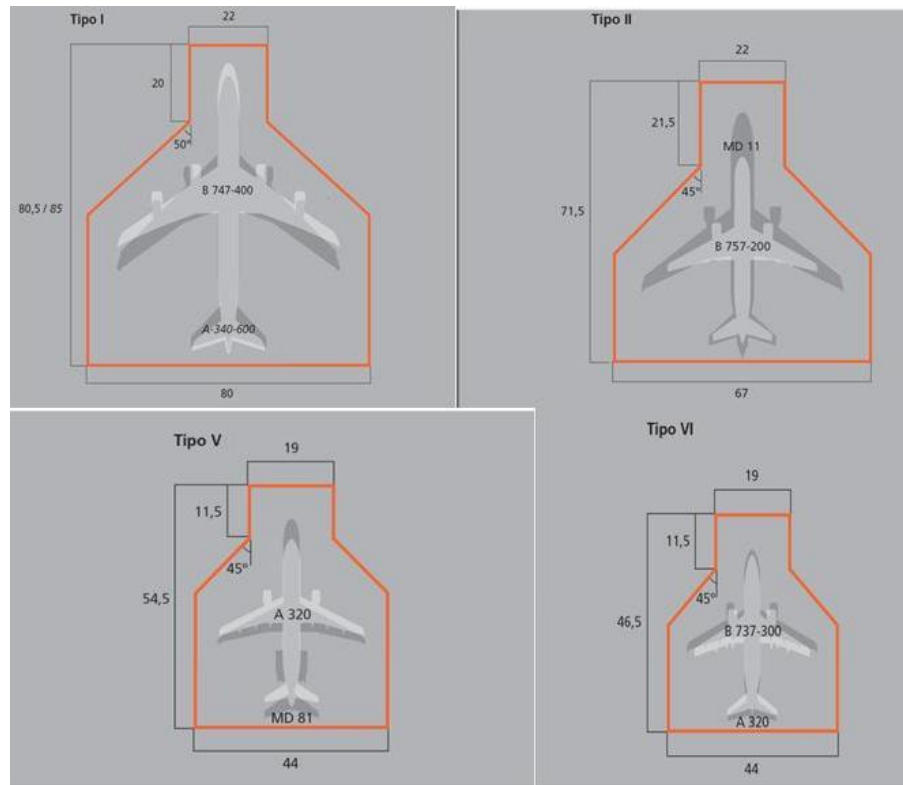 Tipo I
22
20
50°
B 747-400
80,5 / 85
A-340-600
80
Tipo II
22
21,5
MD 11
45°
71,5
B 757-200
67
Tipo V
19
11,5
45°
54,5
A 320
MD 81
44
Tipo VI
19
11,5
45°
46,5
B 737-300
A 320
44